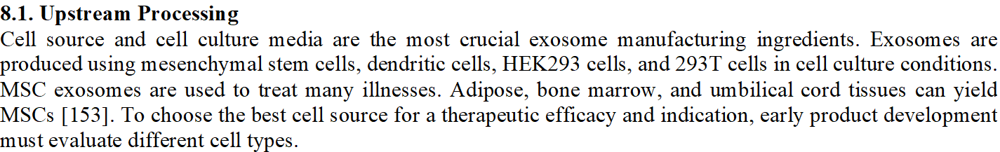 8.1. Upstream Processing
Cell source and cell culture media are the most crucial exosome manufacturing ingredients. Exosomes are
produced using mesenchymal stem cells, dendritic cells, HEK293 cells, and 293T cells in cell culture conditions.
MSC exosomes are used to treat many illnesses. Adipose, bone marrow, and umbilical cord tissues can yield
MSCs [153]. To choose the best cell source for a therapeutic efficacy and indication, early product development
must evaluate different cell types.